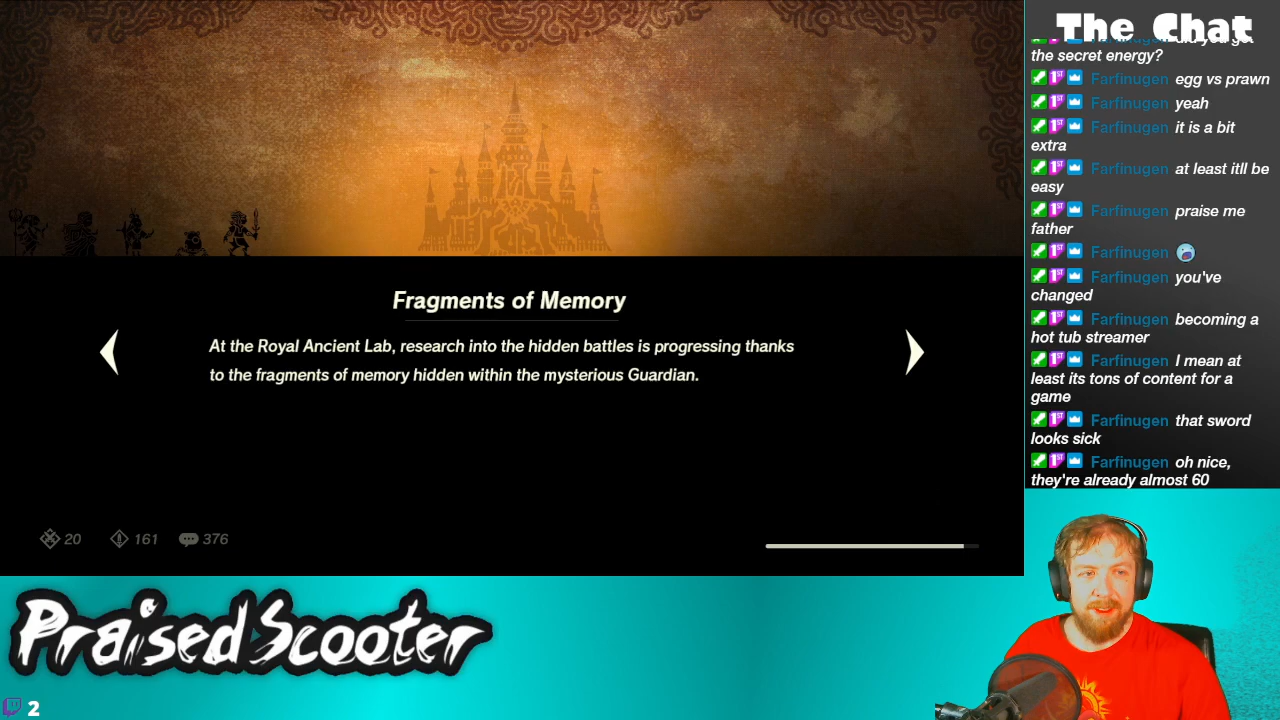 Fragments of Memory
At the Royal Ancient Lab, research into the hidden battles is progressing thanks
to the fragments of memory hidden within the mysterious Guardian.
20 161 376
The Chat
the secret energy?
Farfinugen egg vs prawn
Farfinugen yeah
Farfinugen it is a bit
extra
Farfinugen at least itll be
easy
Farfinugen praise me
father
Farfinugen
Farfinugen you've
changed
Farfinugen becoming a
hot tub streamer
Farfinugen I mean at
least its tons of content for a
game
Farfinugen that sword
looks sick
Farfinugen oh nice,
they're already almost 60
PraisedScooter
2